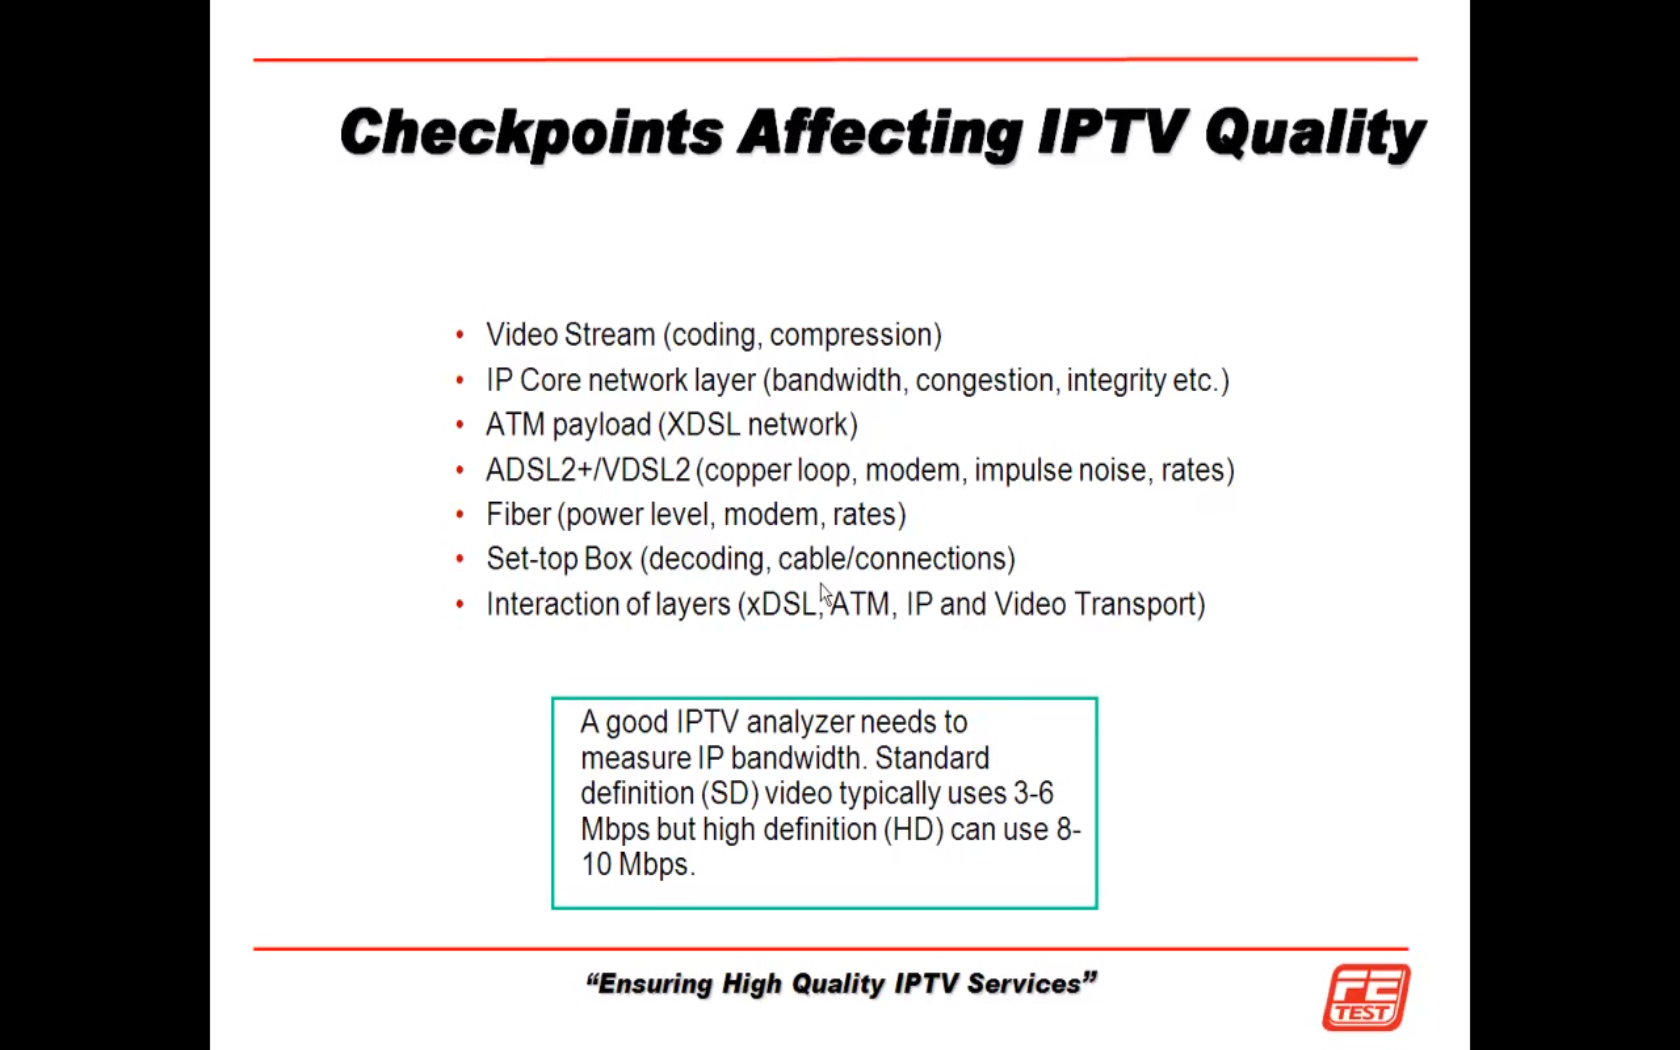 Checkpoints Affecting IPTV Quality
• Video Stream (coding, compression)
• IP Core network layer (bandwidth, congestion, integrity etc.)
• ATM payload (XDSL network)
• ADSL2+/VDSL2 (copper loop, modem, impulse noise, rates)
• Fiber (power level, modem, rates)
• Set-top Box (decoding, cable/connections)
• Interaction of layers (xDSL, ATM, IP and Video Transport)
A good IPTV analyzer needs to
measure IP bandwidth. Standard
definition (SD) video typically uses 3-6
Mbps but high definition (HD) can use 8-
10 Mbps.
“Ensuring High Quality IPTV Services”
FE
TEST